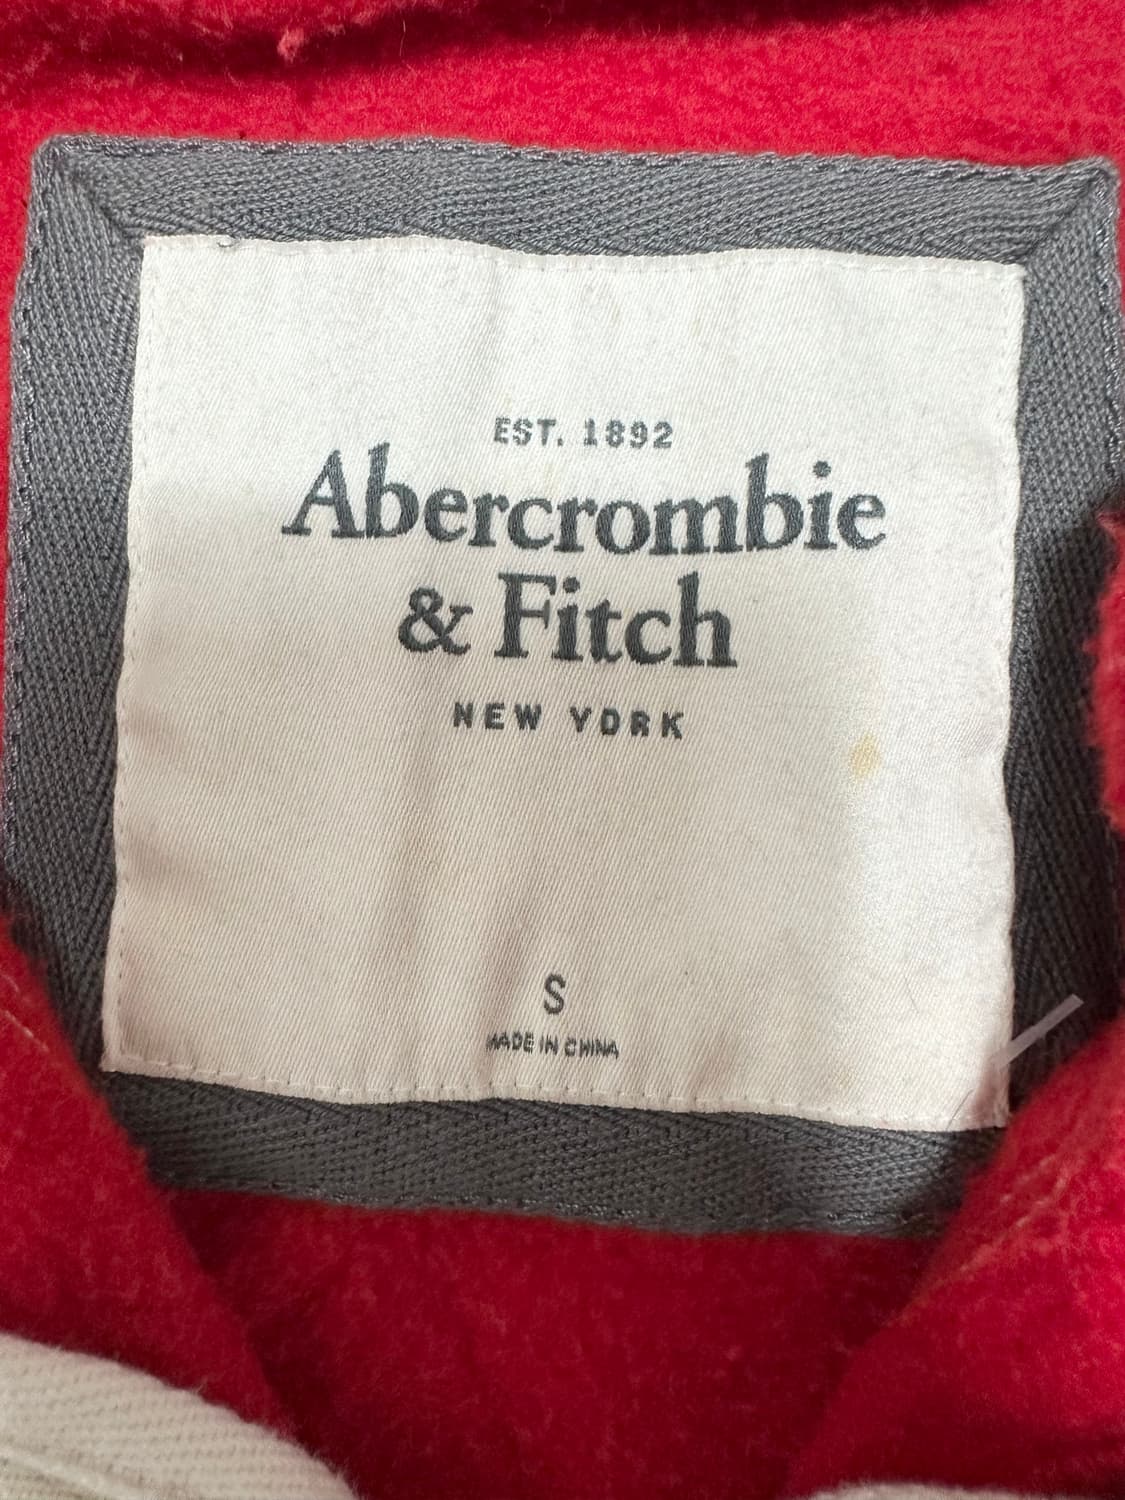 EST. 1892
Abercrombie
& Fitch
NEW YORK
S
MADE IN CHINA